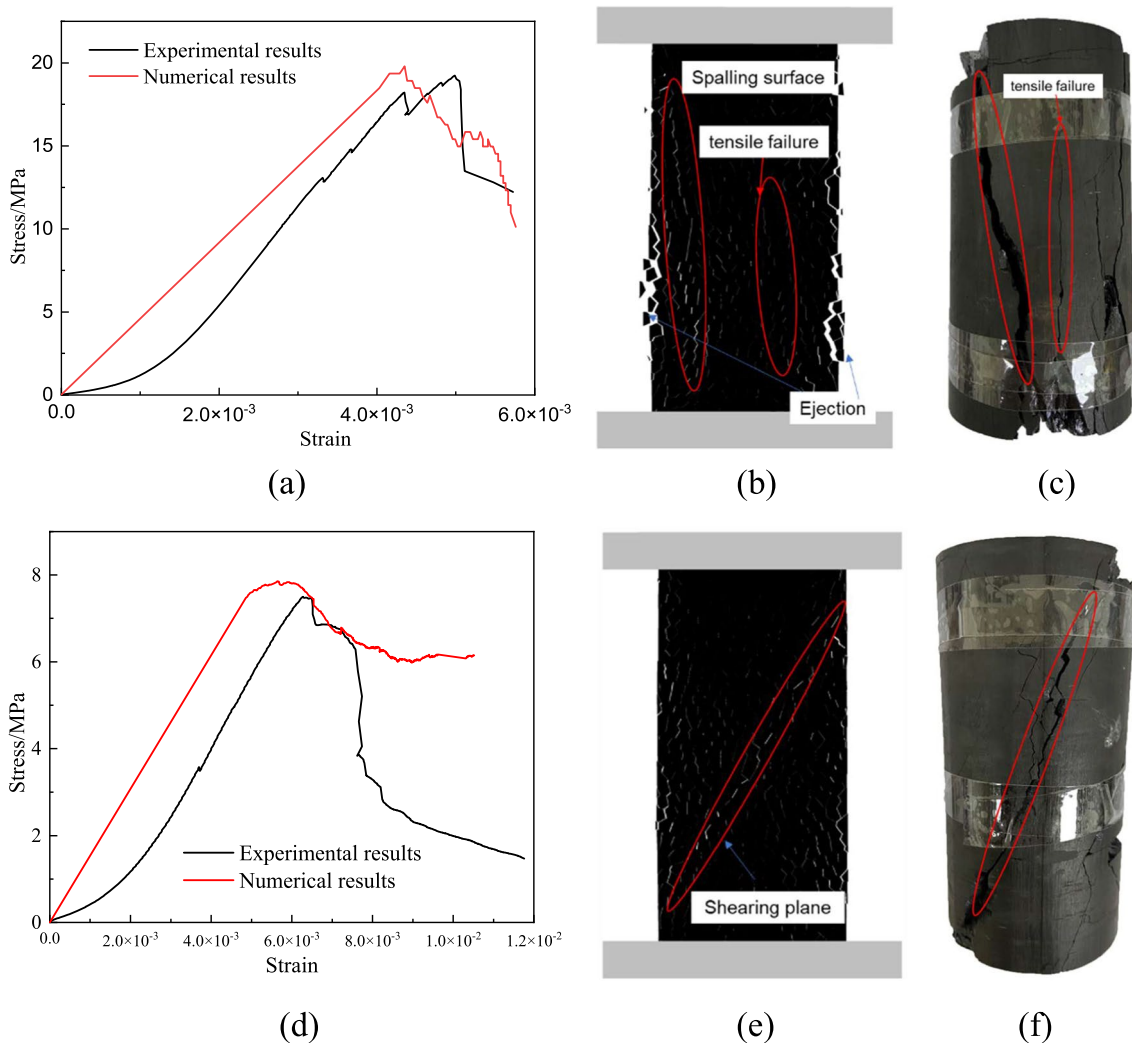 Experimental results
Numerical results
Stress/MPa
20
15
10
5
0
0.0
2.0×10⁻³
4.0×10⁻³
6.0×10⁻³
Strain
(a)
Spalling surface
tensile failure
Ejection
(b)
tensile failure
(c)
Stress/MPa
8
6
4
2
0
Experimental results
Numerical results
0.0
2.0×10⁻³
4.0×10⁻³
6.0×10⁻³
8.0×10⁻³
1.0×10⁻²
1.2×10⁻²
Strain
(d)
Shearing plane
(e)
(f)